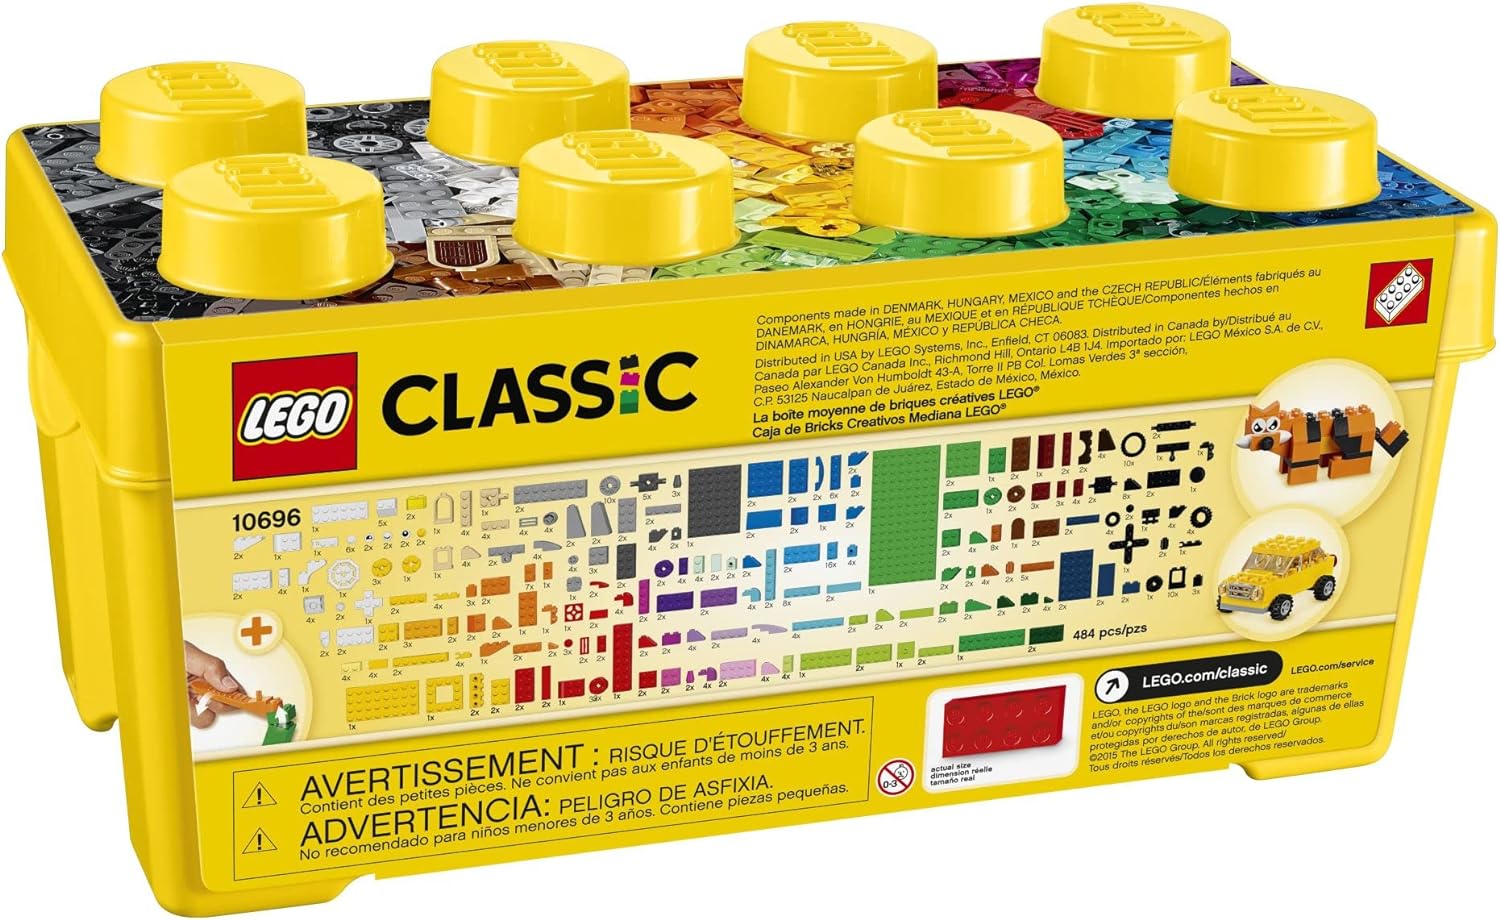 Components made in DENMARK, HUNGARY, MEXICO and the CZECH REPUBLIC/Éléments fabriqués au
DANEMARK, en HONGRIE, au MEXIQUE et en RÉPUBLIQUE TCHÈQUE/Componentes hechos en
DINAMARCA, HUNGRÍA, MÉXICO y REPÚBLICA CHECA.
Distributed in USA by LEGO Systems, Inc., Enfield, CT 06083. Distributed in Canada by/Distribué au
Canada par LEGO Canada Inc., Richmond Hill, Ontario L4B 1J4. Importado por: LEGO México S.A. de C.V.,
Paseo Alexander Von Humboldt 43-A, Torre II PB Col. Lomas Verdes 3ª sección,
C.P. 53125 Naucalpan de Juárez, Estado de México, México.
La boîte moyenne de briques créatives LEGO®
Caja de Bricks Creativos Mediana LEGO®
LEGO CLASSIC
10696
484 pcs/pzs
LEGO.com/classic
LEGO.com/service
LEGO, the LEGO logo and the Brick logo are trademarks
and/or copyrights of the/sont des marques de commerce
et/ou copyrights du/son marcas registradas, algunas de ellas
protegidas por derechos de autor, de LEGO Group.
©2015 The LEGO Group. All rights reserved/
Tous droits réservés/Todos los derechos reservados.
actual size
dimension réelle
tamaño real
0-3
AVERTISSEMENT : RISQUE D'ÉTOUFFEMENT.
Contient des petites pièces. Ne convient pas aux enfants de moins de 3 ans.
ADVERTENCIA: PELIGRO DE ASFIXIA.
No recomendado para niños menores de 3 años. Contiene piezas pequeñas.